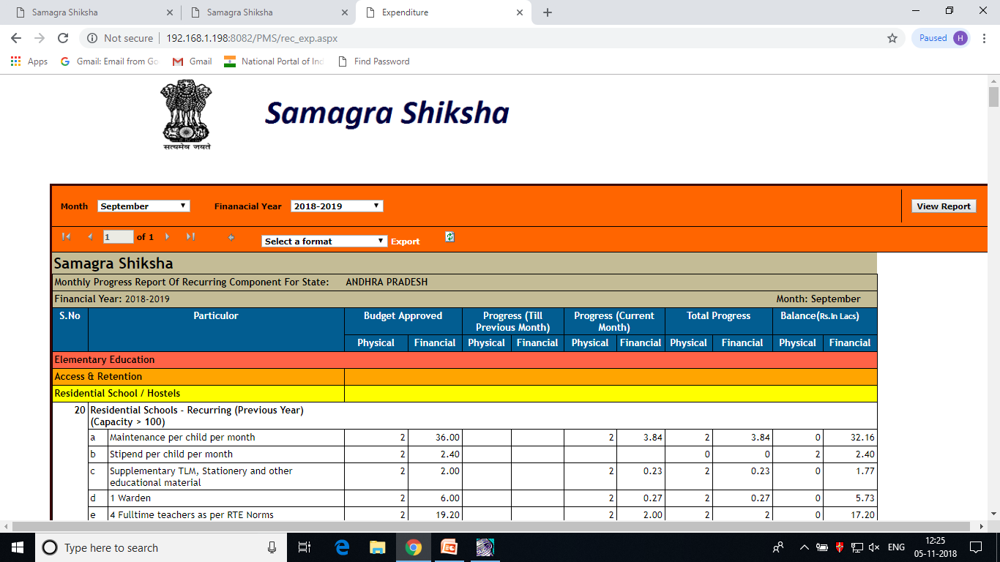 Samagra Shiksha
Samagra Shiksha
Expenditure
Not secure 192.168.1.198:8082/PMS/rec_exp.aspx Paused H
Apps Gmail: Email from Go Gmail National Portal of Ind Find Password
Samagra Shiksha
सत्यमेव जयते
Month September Finanacial Year 2018-2019 View Report
1 of 1 Select a format Export
Samagra Shiksha
Monthly Progress Report Of Recurring Component For State: ANDHRA PRADESH
Financial Year: 2018-2019 Month: September
S.No Particulor Budget Approved Progress (Till Previous Month) Progress (Current Month) Total Progress Balance(Rs.In Lacs)
Physical Financial Physical Financial Physical Financial Physical Financial Physical Financial
Elementary Education
Access & Retention
Residential School / Hostels
20 Residential Schools - Recurring (Previous Year)
(Capacity > 100)
a Maintenance per child per month 2 36.00 2 3.84 2 3.84 0 32.16
b Stipend per child per month 2 2.40 0 0 2 2.40
c Supplementary TLM, Stationery and other 2 2.00 2 0.23 2 0.23 0 1.77
educational material
d 1 Warden 2 6.00 2 0.27 2 0.27 0 5.73
e 4 Fulltime teachers as per RTE Norms 2 19.20 2 2.00 2 2 0 17.20
Type here to search ENG 12:25
05-11-2018